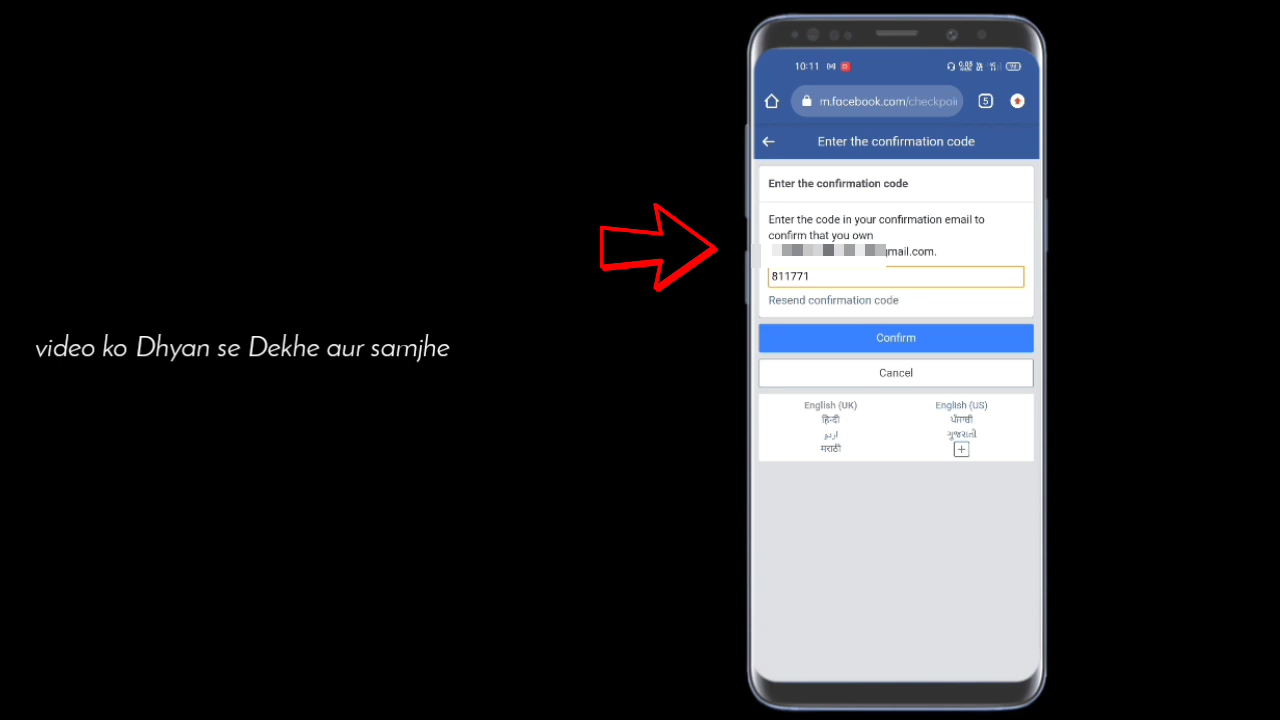 video ko Dhyan se Dekhe aur samjhe
10:11
m.facebook.com/checkpoi
5
Enter the confirmation code
Enter the confirmation code
Enter the code in your confirmation email to
confirm that you own
gmail.com.
811771
Resend confirmation code
Confirm
Cancel
English (UK)
English (US)
हिन्दी
ਪੰਜਾਬੀ
اردو
ગુજરાતી
मराठी